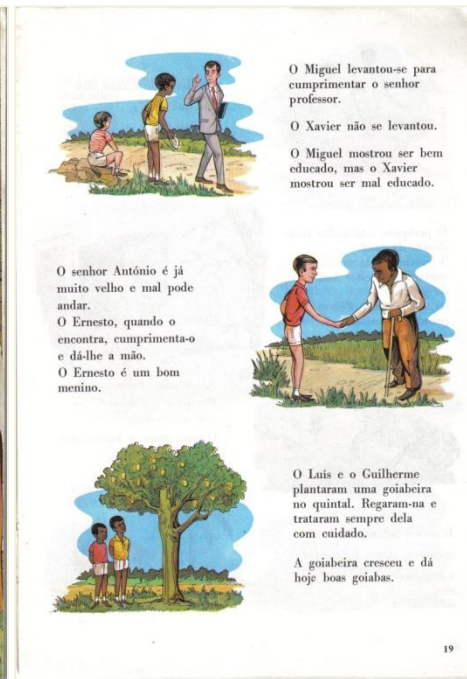 O Miguel levantou-se para
cumprimentar o senhor
professor.
O Xavier não se levantou.
O Miguel mostrou ser bem
educado, mas o Xavier
mostrou ser mal educado.
O senhor António é já
muito velho e mal pode
andar.
O Ernesto, quando o
encontra, cumprimenta-o
e dá-lhe a mão.
O Ernesto é um bom
menino.
O Luís e o Guilherme
plantaram uma goiabeira
no quintal. Regaram-na e
trataram sempre dela
com cuidado.
A goiabeira cresceu e dá
hoje boas goiabas.
19